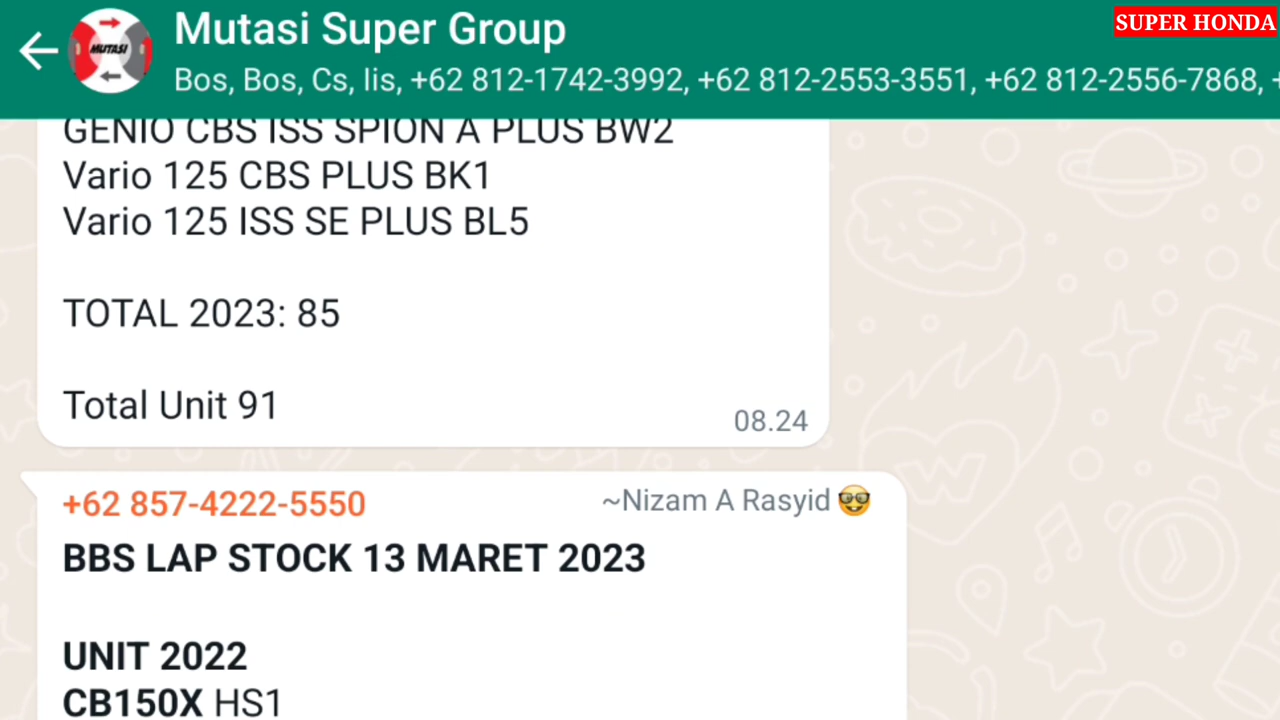 Mutasi Super Group
SUPER HONDA
MUTASI
Bos, Bos, Cs, Iis, +62 812-1742-3992, +62 812-2553-3551, +62 812-2556-7868, +
GENIO CBS ISS SPION A PLUS BW2
Vario 125 CBS PLUS BK1
Vario 125 ISS SE PLUS BL5
TOTAL 2023: 85
Total Unit 91
08.24
+62 857-4222-5550
~Nizam A Rasyid 🤓
BBS LAP STOCK 13 MARET 2023
UNIT 2022
CB150X HS1